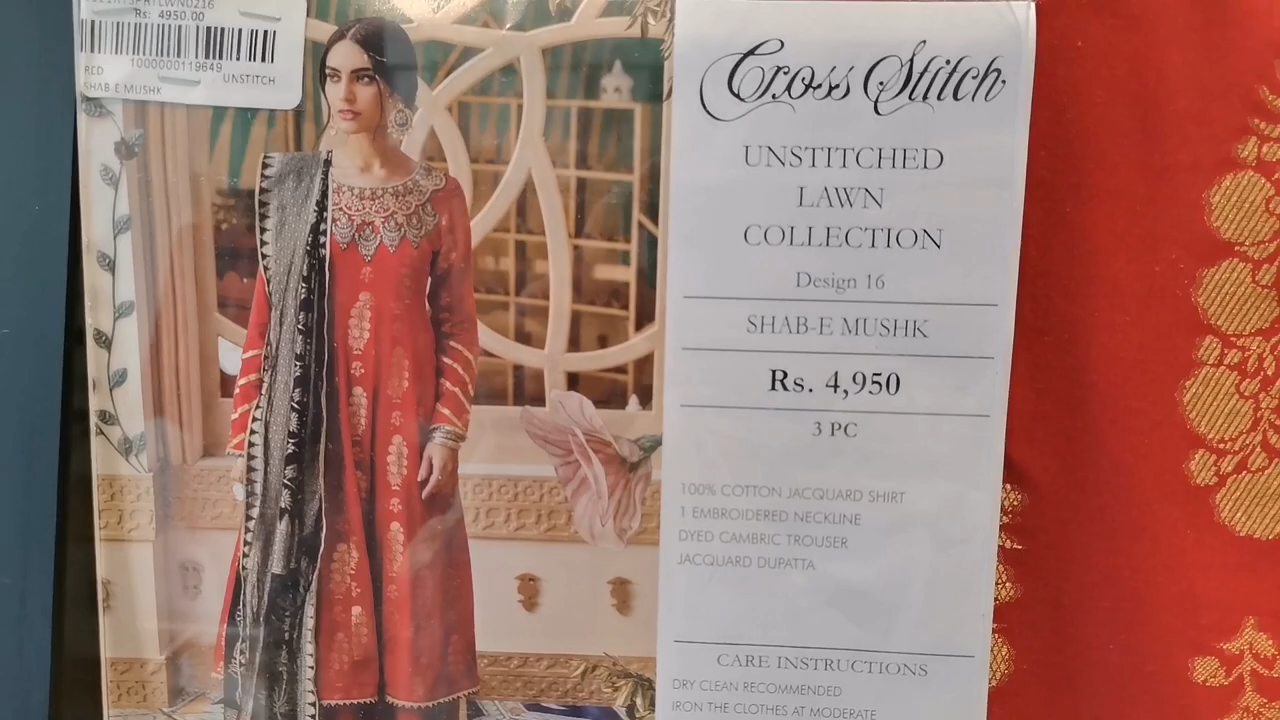 Rs: 4950.00
1000000119649
RED
UNSTITCH
SHAB-E MUSHK
Cross Stitch
UNSTITCHED
LAWN
COLLECTION
Design 16
SHAB-E MUSHK
Rs. 4,950
3 PC
100% COTTON JACQUARD SHIRT
1 EMBROIDERED NECKLINE
DYED CAMBRIC TROUSER
JACQUARD DUPATTA
CARE INSTRUCTIONS
DRY CLEAN RECOMMENDED
IRON THE CLOTHES AT MODERATE